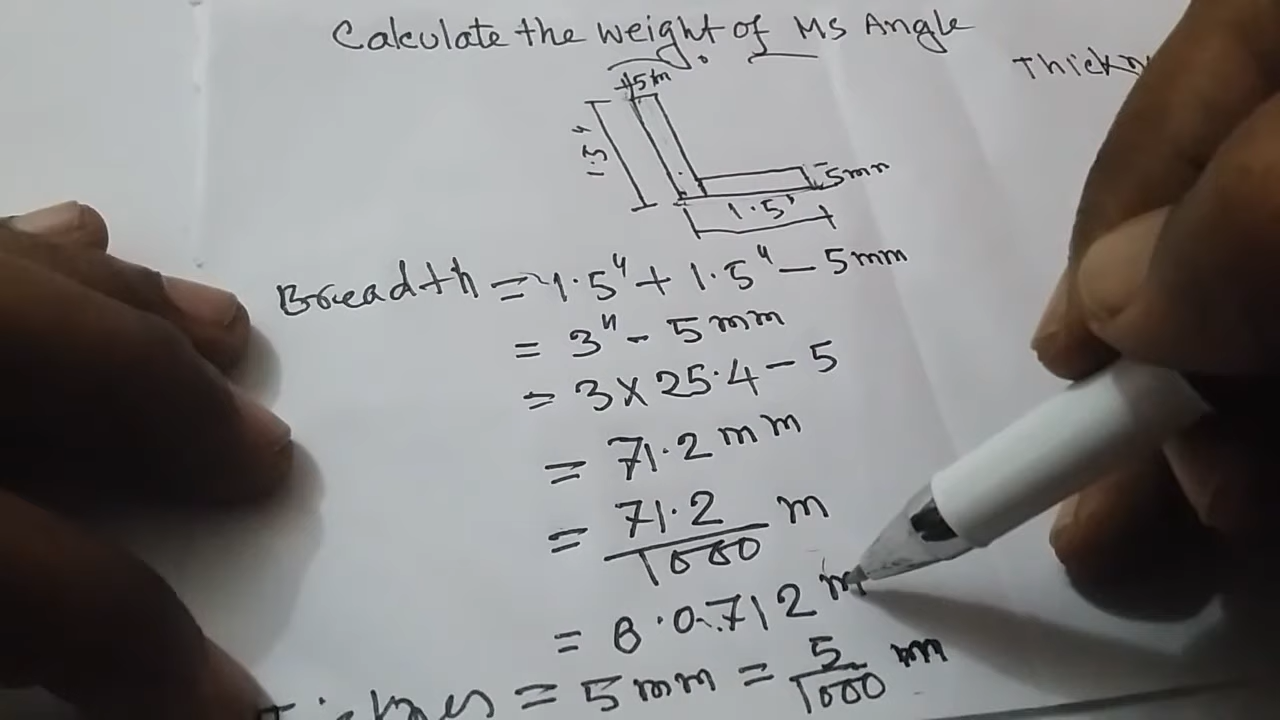 Calculate the weight of MS Angle
Thickn
5m
1.5"
5mm
1.5"
Breadth = 1.5" + 1.5" - 5mm
= 3" - 5mm
= 3 x 25.4 - 5
= 71.2 mm
= 71.2/1000 m
= 0.0712 m
= 5mm = 5/1000 m